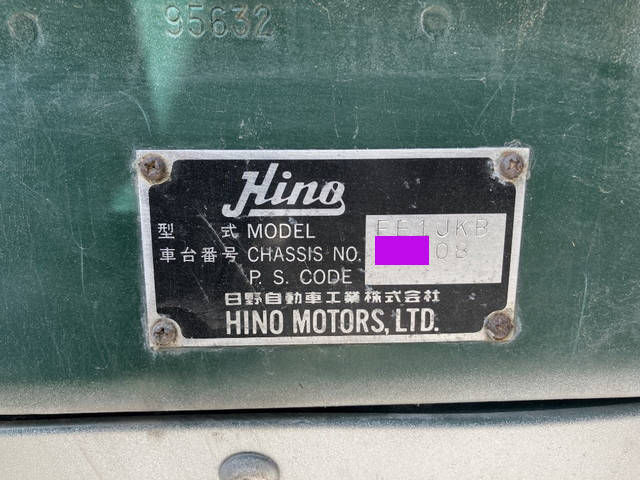 95632
Hino
型 式 MODEL FE1JKB
車台番号 CHASSIS NO. 08
P. S. CODE
日野自動車工業株式会社
HINO MOTORS, LTD.